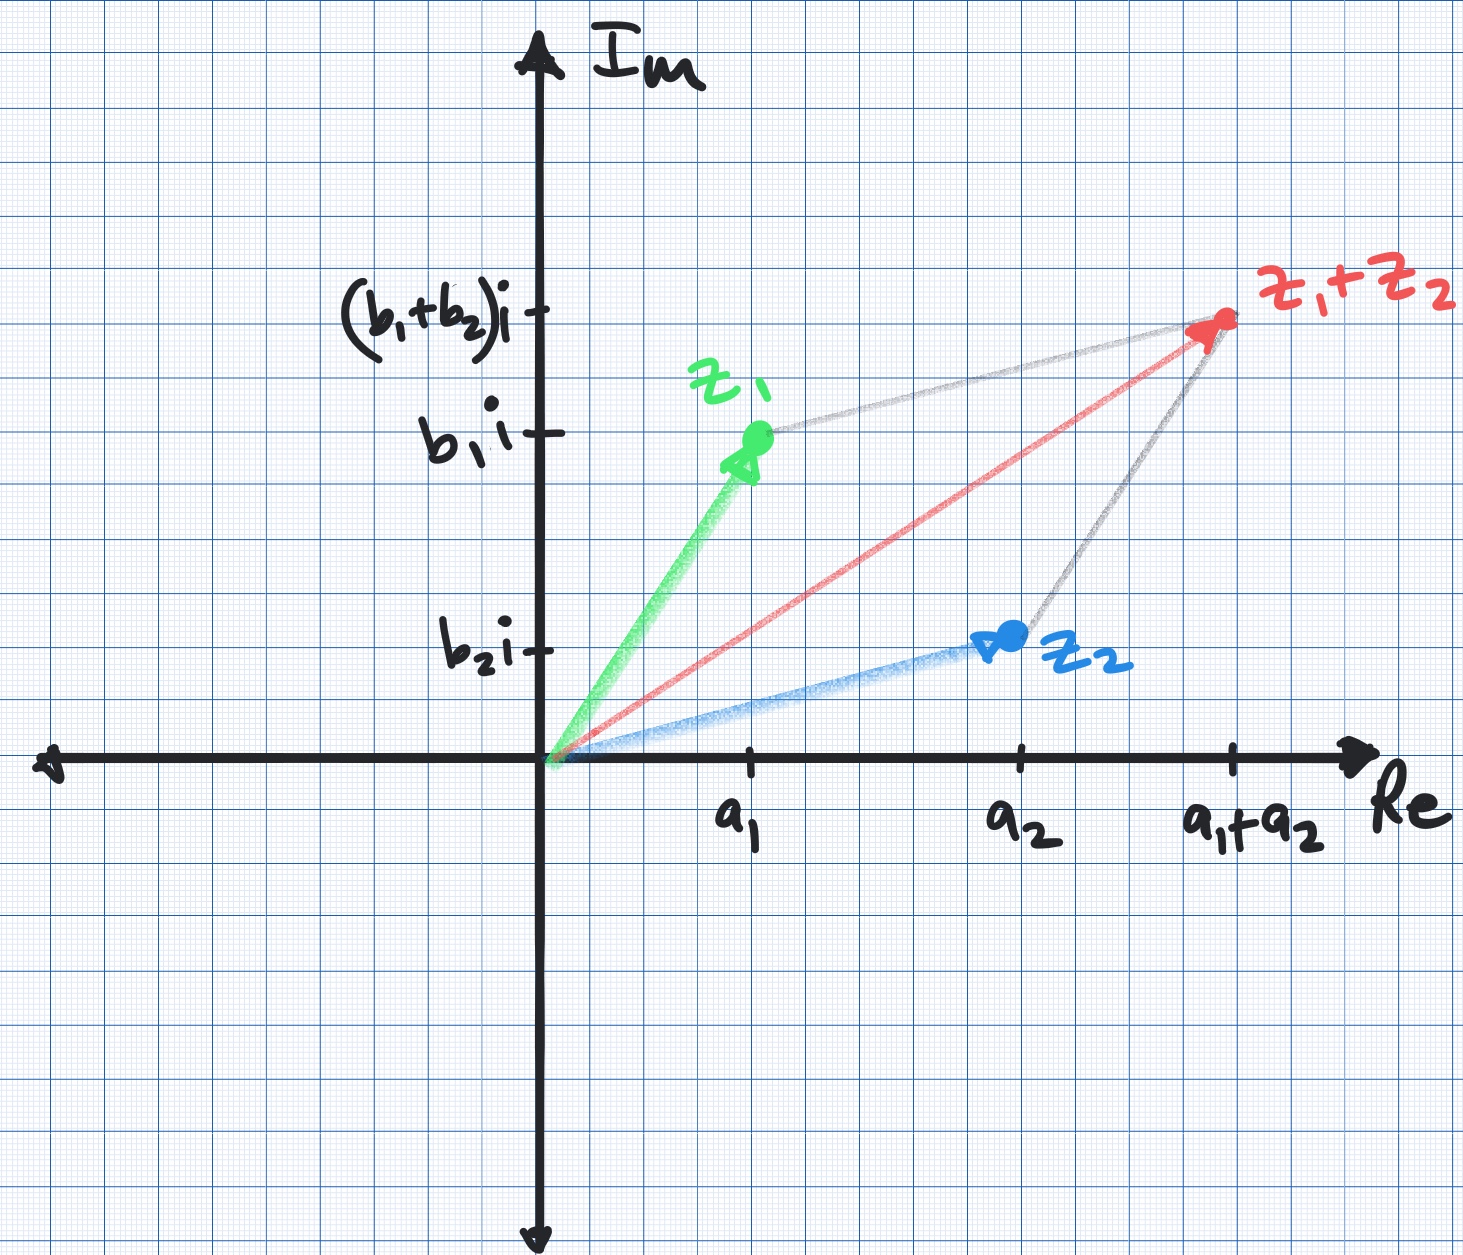 Im
(b₁+b₂)i
z₁+z₂
z₁
b₁i
b₂i
z₂
a₁
a₂
a₁+a₂
Re